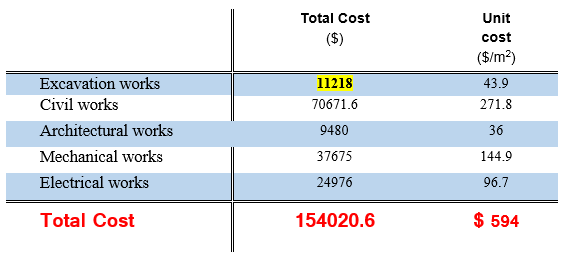 Total Cost Unit
($) cost
($/m²)
Excavation works 11218 43.9
Civil works 70671.6 271.8
Architectural works 9480 36
Mechanical works 37675 144.9
Electrical works 24976 96.7
Total Cost 154020.6 $ 594